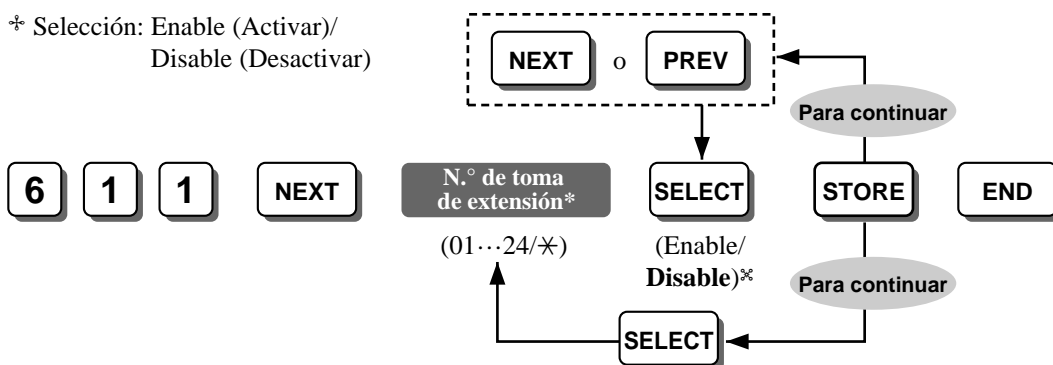 ✢ Selección: Enable (Activar)/
Disable (Desactivar)
NEXT o PREV
Para continuar
6 1 1 NEXT N.° de toma de extensión* SELECT STORE END
(01···24/✳) (Enable/
Disable)※
Para continuar
SELECT